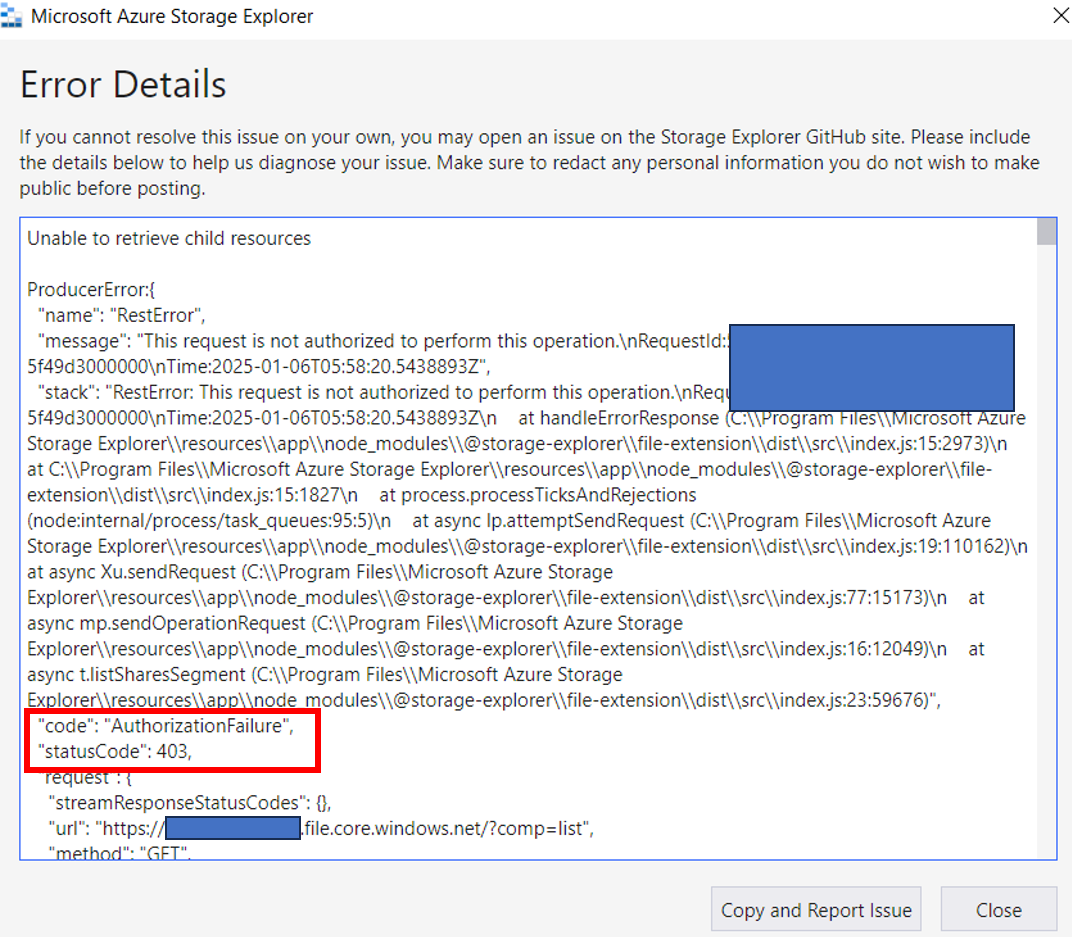 Microsoft Azure Storage Explorer
Error Details
If you cannot resolve this issue on your own, you may open an issue on the Storage Explorer GitHub site. Please include
the details below to help us diagnose your issue. Make sure to redact any personal information you do not wish to make
public before posting.
Unable to retrieve child resources
ProducerError:{
"name": "RestError",
"message": "This request is not authorized to perform this operation.\nRequestId:
5f49d3000000\nTime:2025-01-06T05:58:20.5438893Z",
"stack": "RestError: This request is not authorized to perform this operation.\nRequ
5f49d3000000\nTime:2025-01-06T05:58:20.5438893Z\n    at handleErrorResponse (C:\\Program Files\\Microsoft Azure
Storage Explorer\\resources\\app\\node_modules\\@storage-explorer\\file-extension\\dist\\src\\index.js:15:2973)\n
at C:\\Program Files\\Microsoft Azure Storage Explorer\\resources\\app\\node_modules\\@storage-explorer\\file-
extension\\dist\\src\\index.js:15:1827\n    at process.processTicksAndRejections
(node:internal/process/task_queues:95:5)\n    at async lp.attemptSendRequest (C:\\Program Files\\Microsoft Azure
Storage Explorer\\resources\\app\\node_modules\\@storage-explorer\\file-extension\\dist\\src\\index.js:19:110162)\n
at async Xu.sendRequest (C:\\Program Files\\Microsoft Azure Storage
Explorer\\resources\\app\\node_modules\\@storage-explorer\\file-extension\\dist\\src\\index.js:77:15173)\n    at
async mp.sendOperationRequest (C:\\Program Files\\Microsoft Azure Storage
Explorer\\resources\\app\\node_modules\\@storage-explorer\\file-extension\\dist\\src\\index.js:16:12049)\n    at
async t.listSharesSegment (C:\\Program Files\\Microsoft Azure Storage
Explorer\\resources\\app\\node_modules\\@storage-explorer\\file-extension\\dist\\src\\index.js:23:59676)",
"code": "AuthorizationFailure",
"statusCode": 403,
"request": {
"streamResponseStatusCodes": {},
"url": "https://.file.core.windows.net/?comp=list",
"method": "GET",
Copy and Report Issue
Close